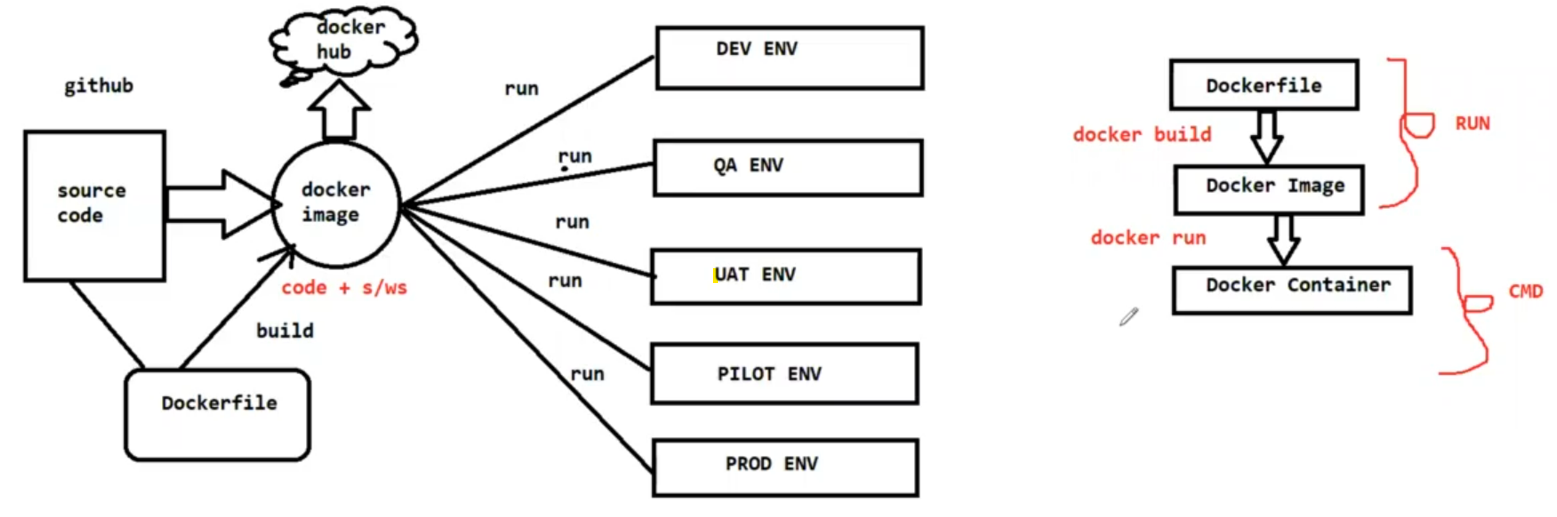 docker
hub
github
source
code
docker
image
code + s/ws
build
Dockerfile
run
run
run
run
run
DEV ENV
QA ENV
UAT ENV
PILOT ENV
PROD ENV
Dockerfile
docker build
RUN
Docker Image
docker run
Docker Container
CMD